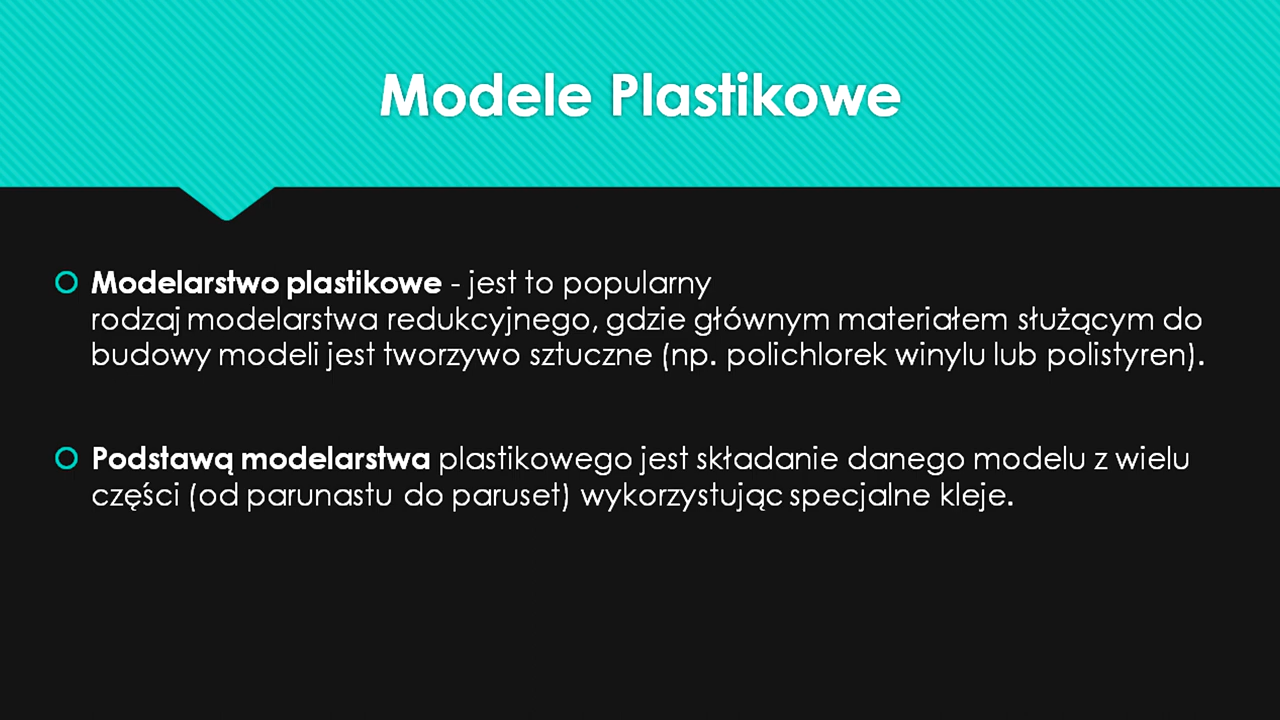 Modele Plastikowe
Modelarstwo plastikowe - jest to popularny
rodzaj modelarstwa redukcyjnego, gdzie głównym materiałem służącym do
budowy modeli jest tworzywo sztuczne (np. polichlorek winylu lub polistyren).
Podstawą modelarstwa plastikowego jest składanie danego modelu z wielu
części (od parunastu do paruset) wykorzystując specjalne kleje.